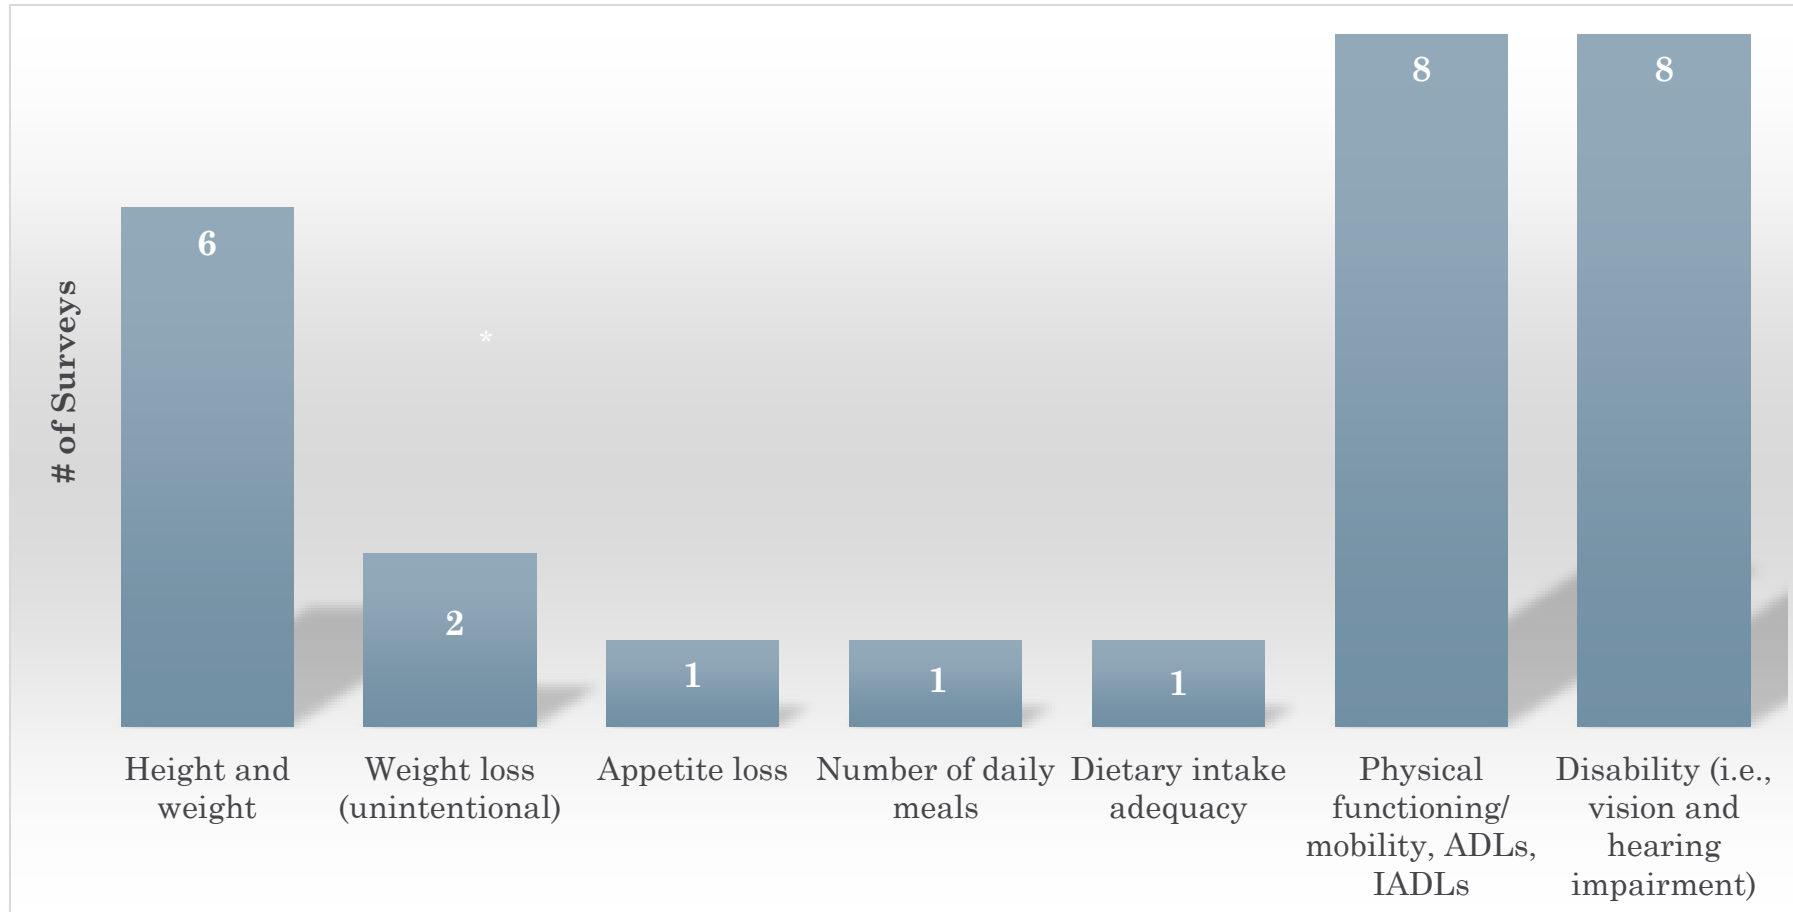 8
8
6
*
# of Surveys
2
1
1
1
Height and
weight
Weight loss
(unintentional)
Appetite loss
Number of daily
meals
Dietary intake
adequacy
Physical
functioning/
mobility, ADLs,
IADLs
Disability (i.e.,
vision and
hearing
impairment)